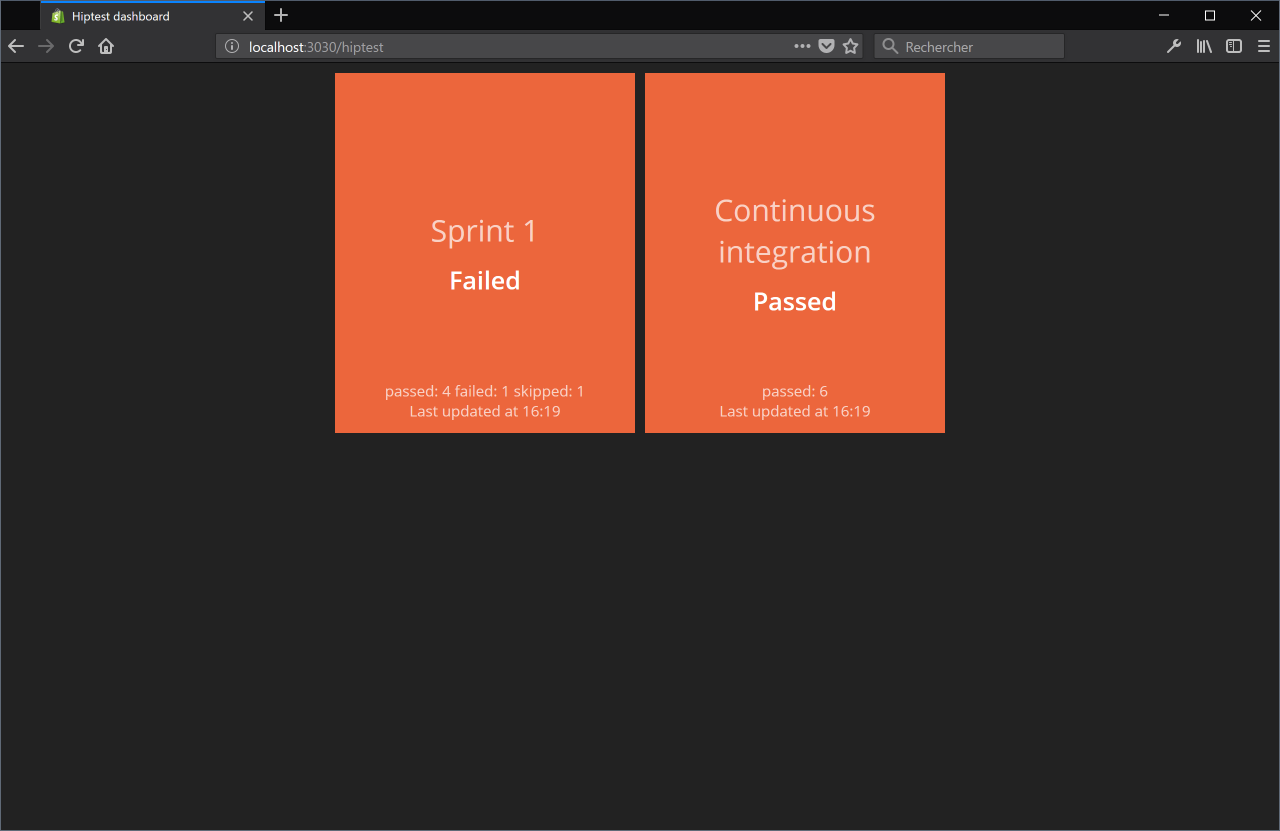 Hiptest dashboard
localhost:3030/hiptest
Rechercher
Sprint 1
Failed
passed: 4 failed: 1 skipped: 1
Last updated at 16:19
Continuous
integration
Passed
passed: 6
Last updated at 16:19